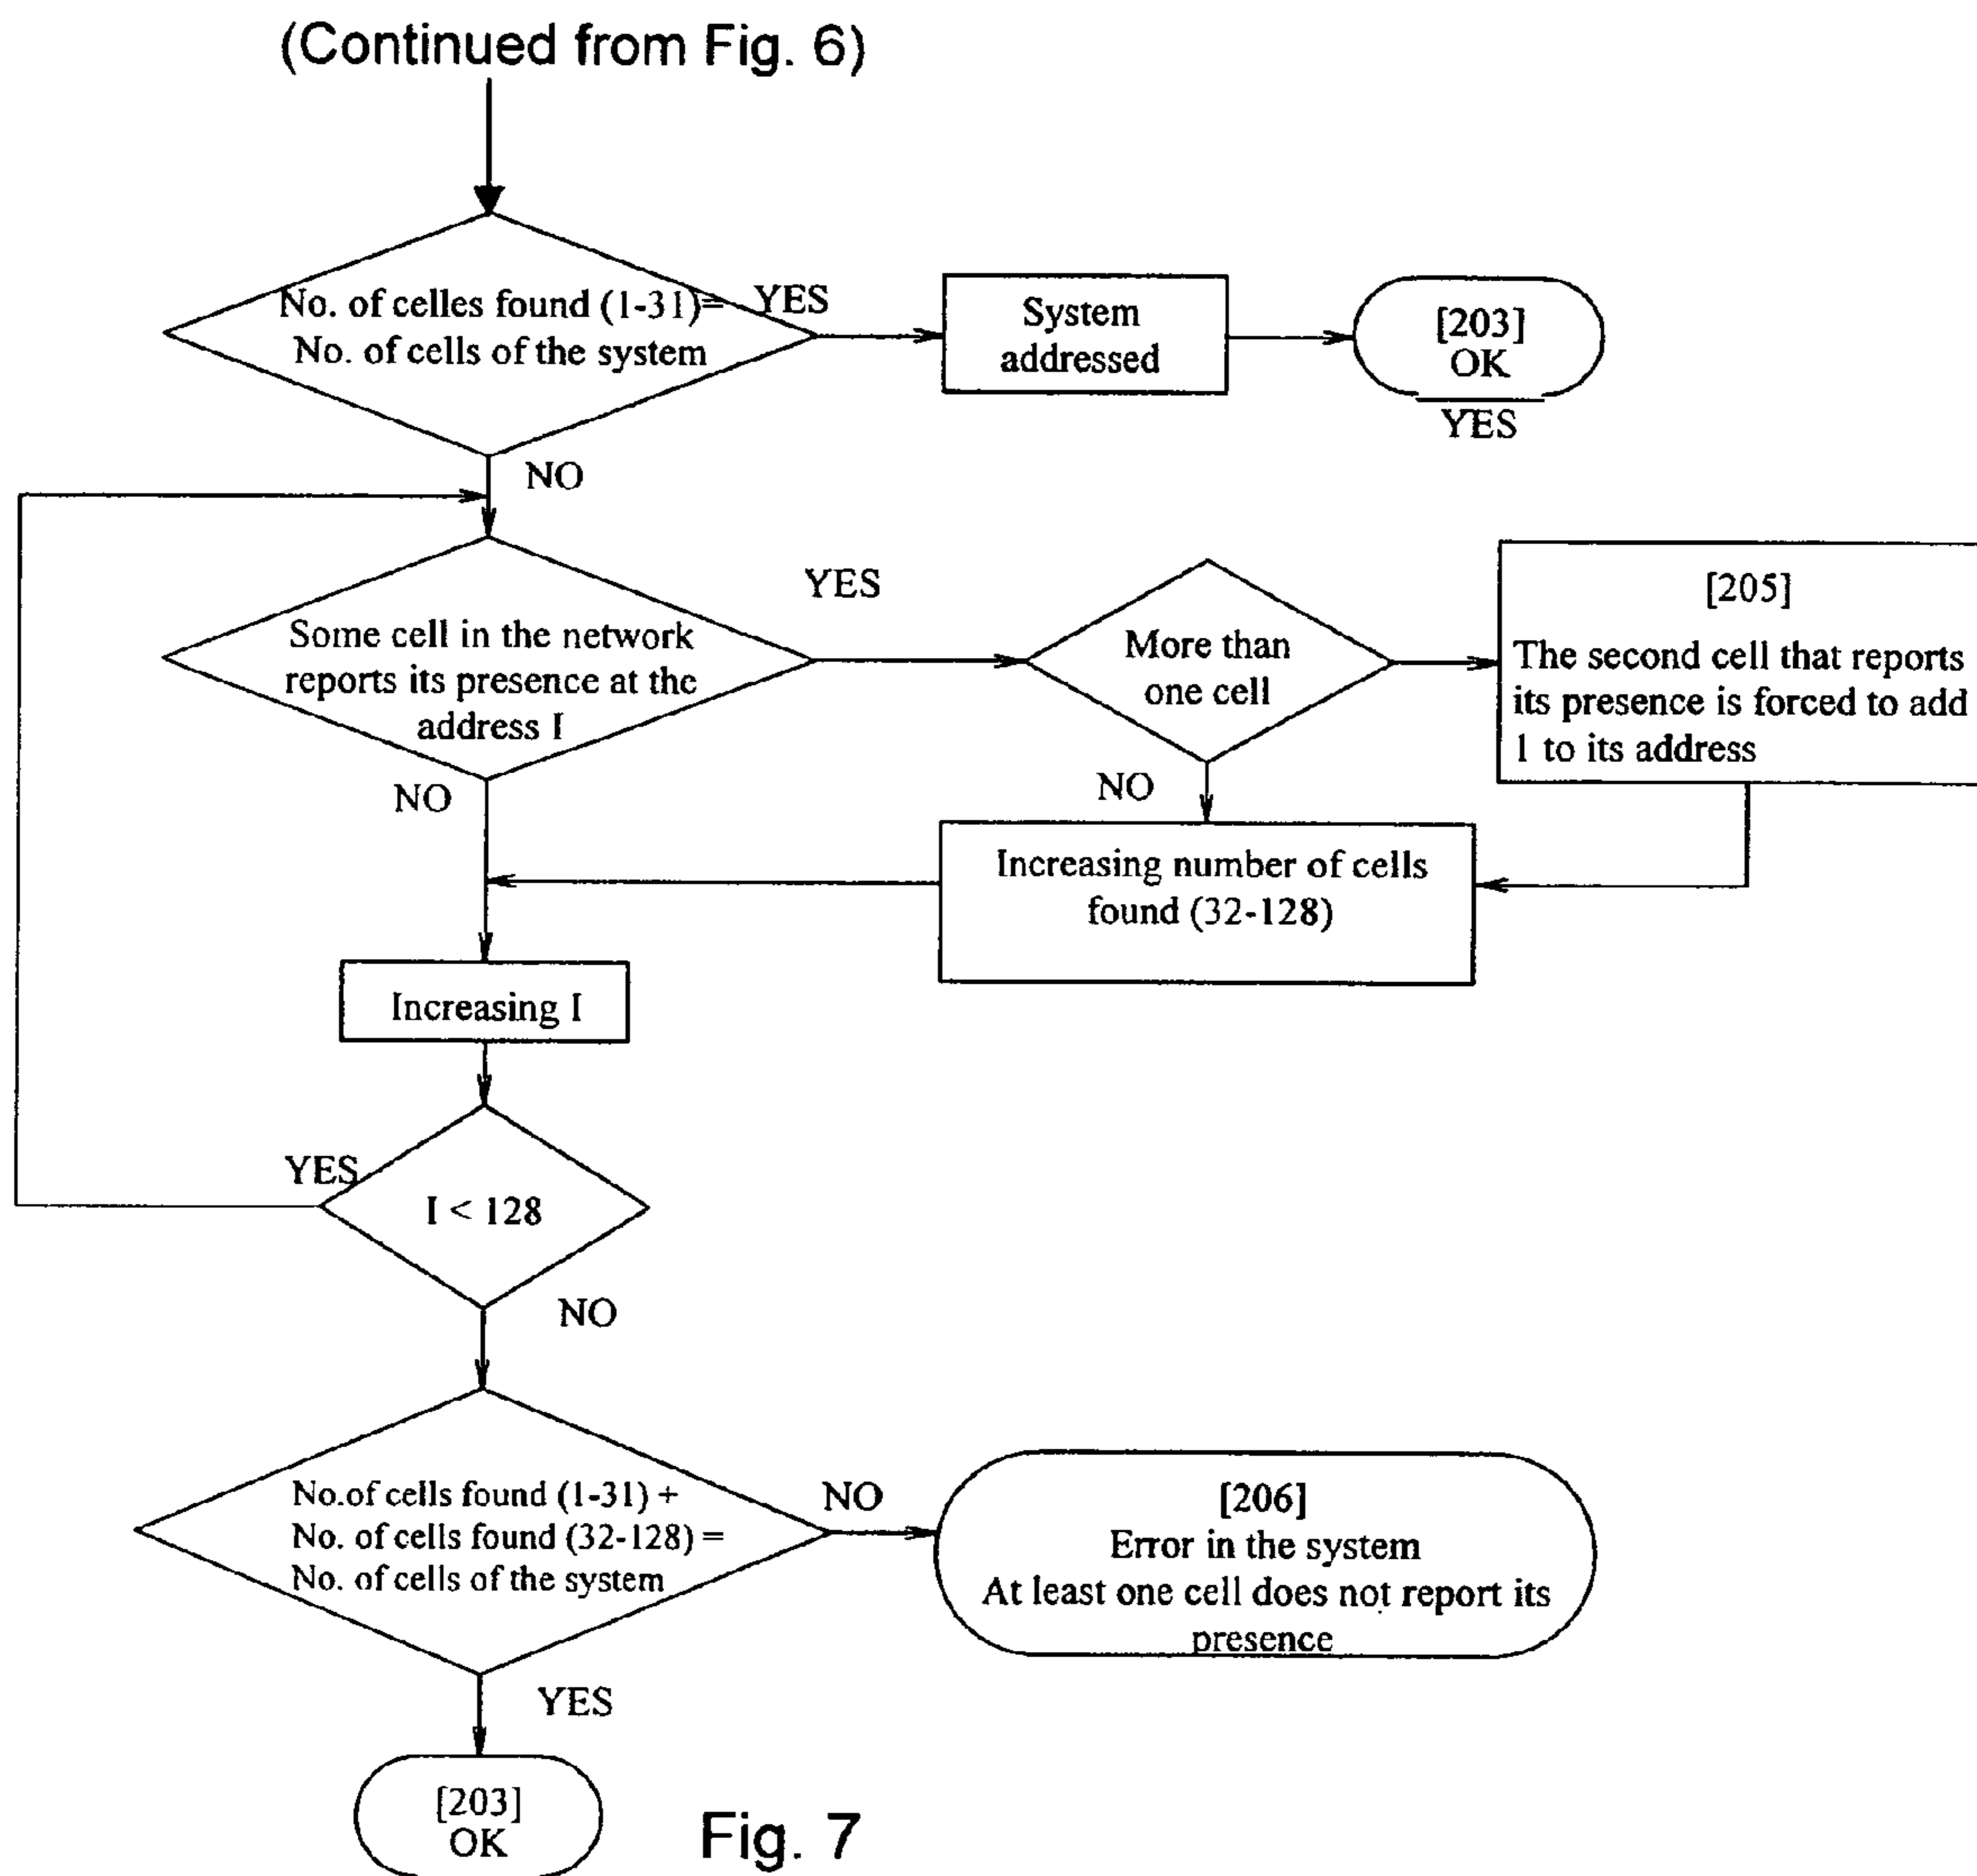 (Continued from Fig. 6)
No. of celles found (1-31)=
No. of cells of the system
YES
System
addressed
[203]
OK
YES
NO
Some cell in the network
reports its presence at the
address I
YES
More than
one cell
[205]
The second cell that reports
its presence is forced to add
1 to its address
NO
NO
Increasing number of cells
found (32-128)
Increasing I
YES
I < 128
NO
No.of cells found (1-31) +
No. of cells found (32-128) =
No. of cells of the system
NO
[206]
Error in the system
At least one cell does not report its
presence
YES
[203]
OK
Fig. 7